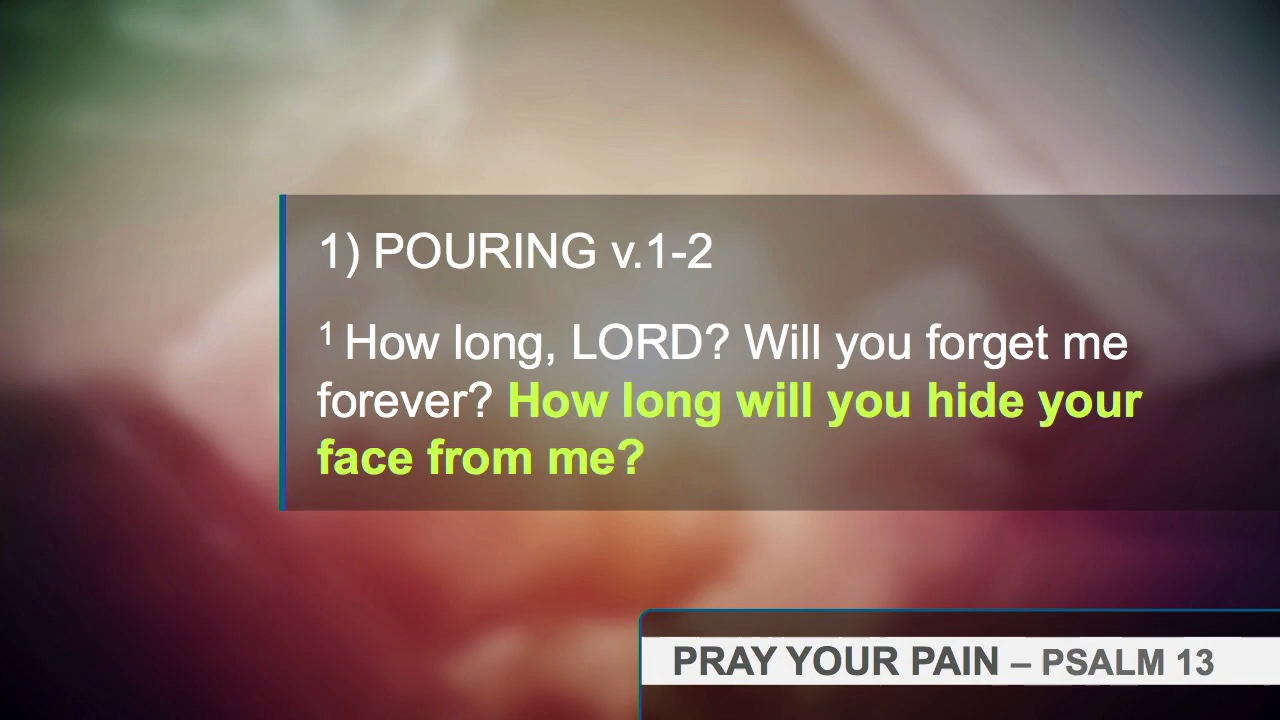 1) POURING v.1-2
¹ How long, LORD? Will you forget me
forever? How long will you hide your
face from me?
PRAY YOUR PAIN – PSALM 13